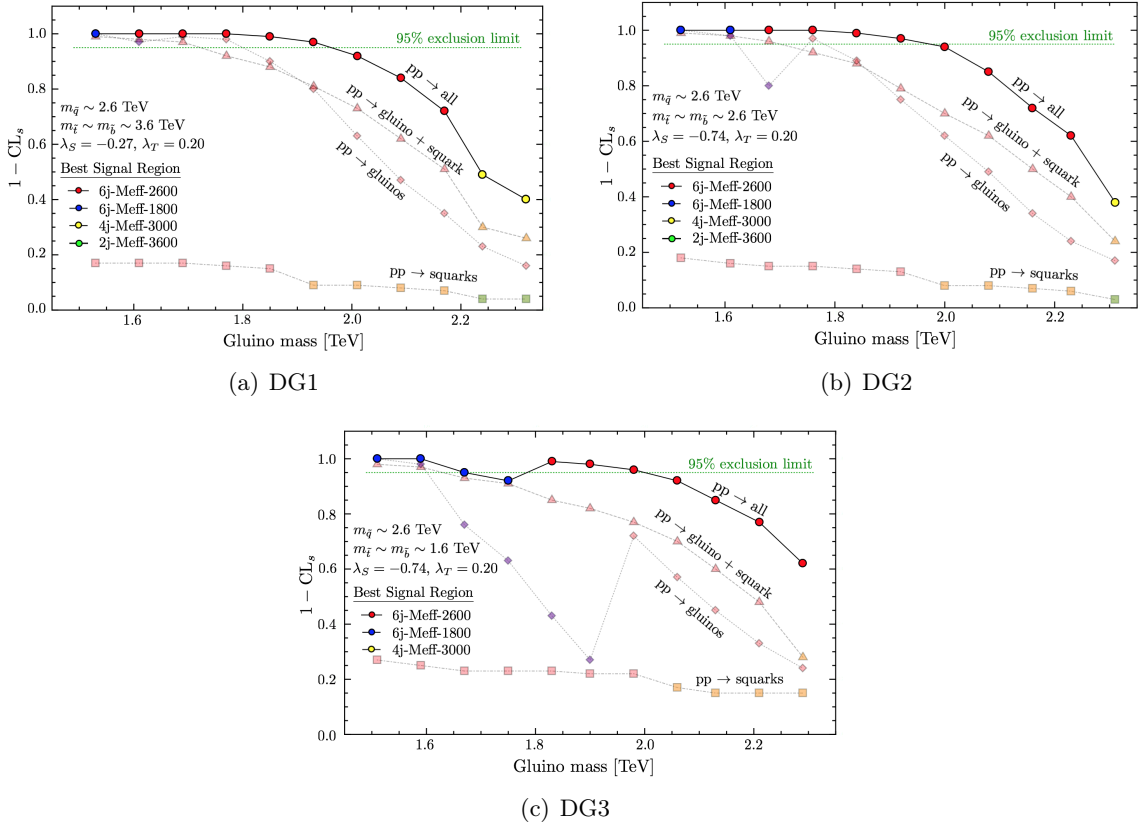 1.0
0.8
0.6
0.4
0.2
0.0
1 − CLₛ
95% exclusion limit
m_q̃ ∼ 2.6 TeV
m_t̃ ∼ m_b̃ ∼ 3.6 TeV
λ_S = −0.27, λ_T = 0.20
Best Signal Region
6j-Meff-2600
6j-Meff-1800
4j-Meff-3000
2j-Meff-3600
pp → all
pp → gluino + squark
pp → gluinos
pp → squarks
1.6 1.8 2.0 2.2
Gluino mass [TeV]
(a) DG1
1.0
0.8
0.6
0.4
0.2
0.0
1 − CLₛ
95% exclusion limit
m_q̃ ∼ 2.6 TeV
m_t̃ ∼ m_b̃ ∼ 2.6 TeV
λ_S = −0.74, λ_T = 0.20
Best Signal Region
6j-Meff-2600
6j-Meff-1800
4j-Meff-3000
2j-Meff-3600
pp → all
pp → gluino + squark
pp → gluinos
pp → squarks
1.6 1.8 2.0 2.2
Gluino mass [TeV]
(b) DG2
1.0
0.8
0.6
0.4
0.2
0.0
1 − CLₛ
95% exclusion limit
m_q̃ ∼ 2.6 TeV
m_t̃ ∼ m_b̃ ∼ 1.6 TeV
λ_S = −0.74, λ_T = 0.20
Best Signal Region
6j-Meff-2600
6j-Meff-1800
4j-Meff-3000
pp → all
pp → gluino + squark
pp → gluinos
pp → squarks
1.6 1.8 2.0 2.2
Gluino mass [TeV]
(c) DG3